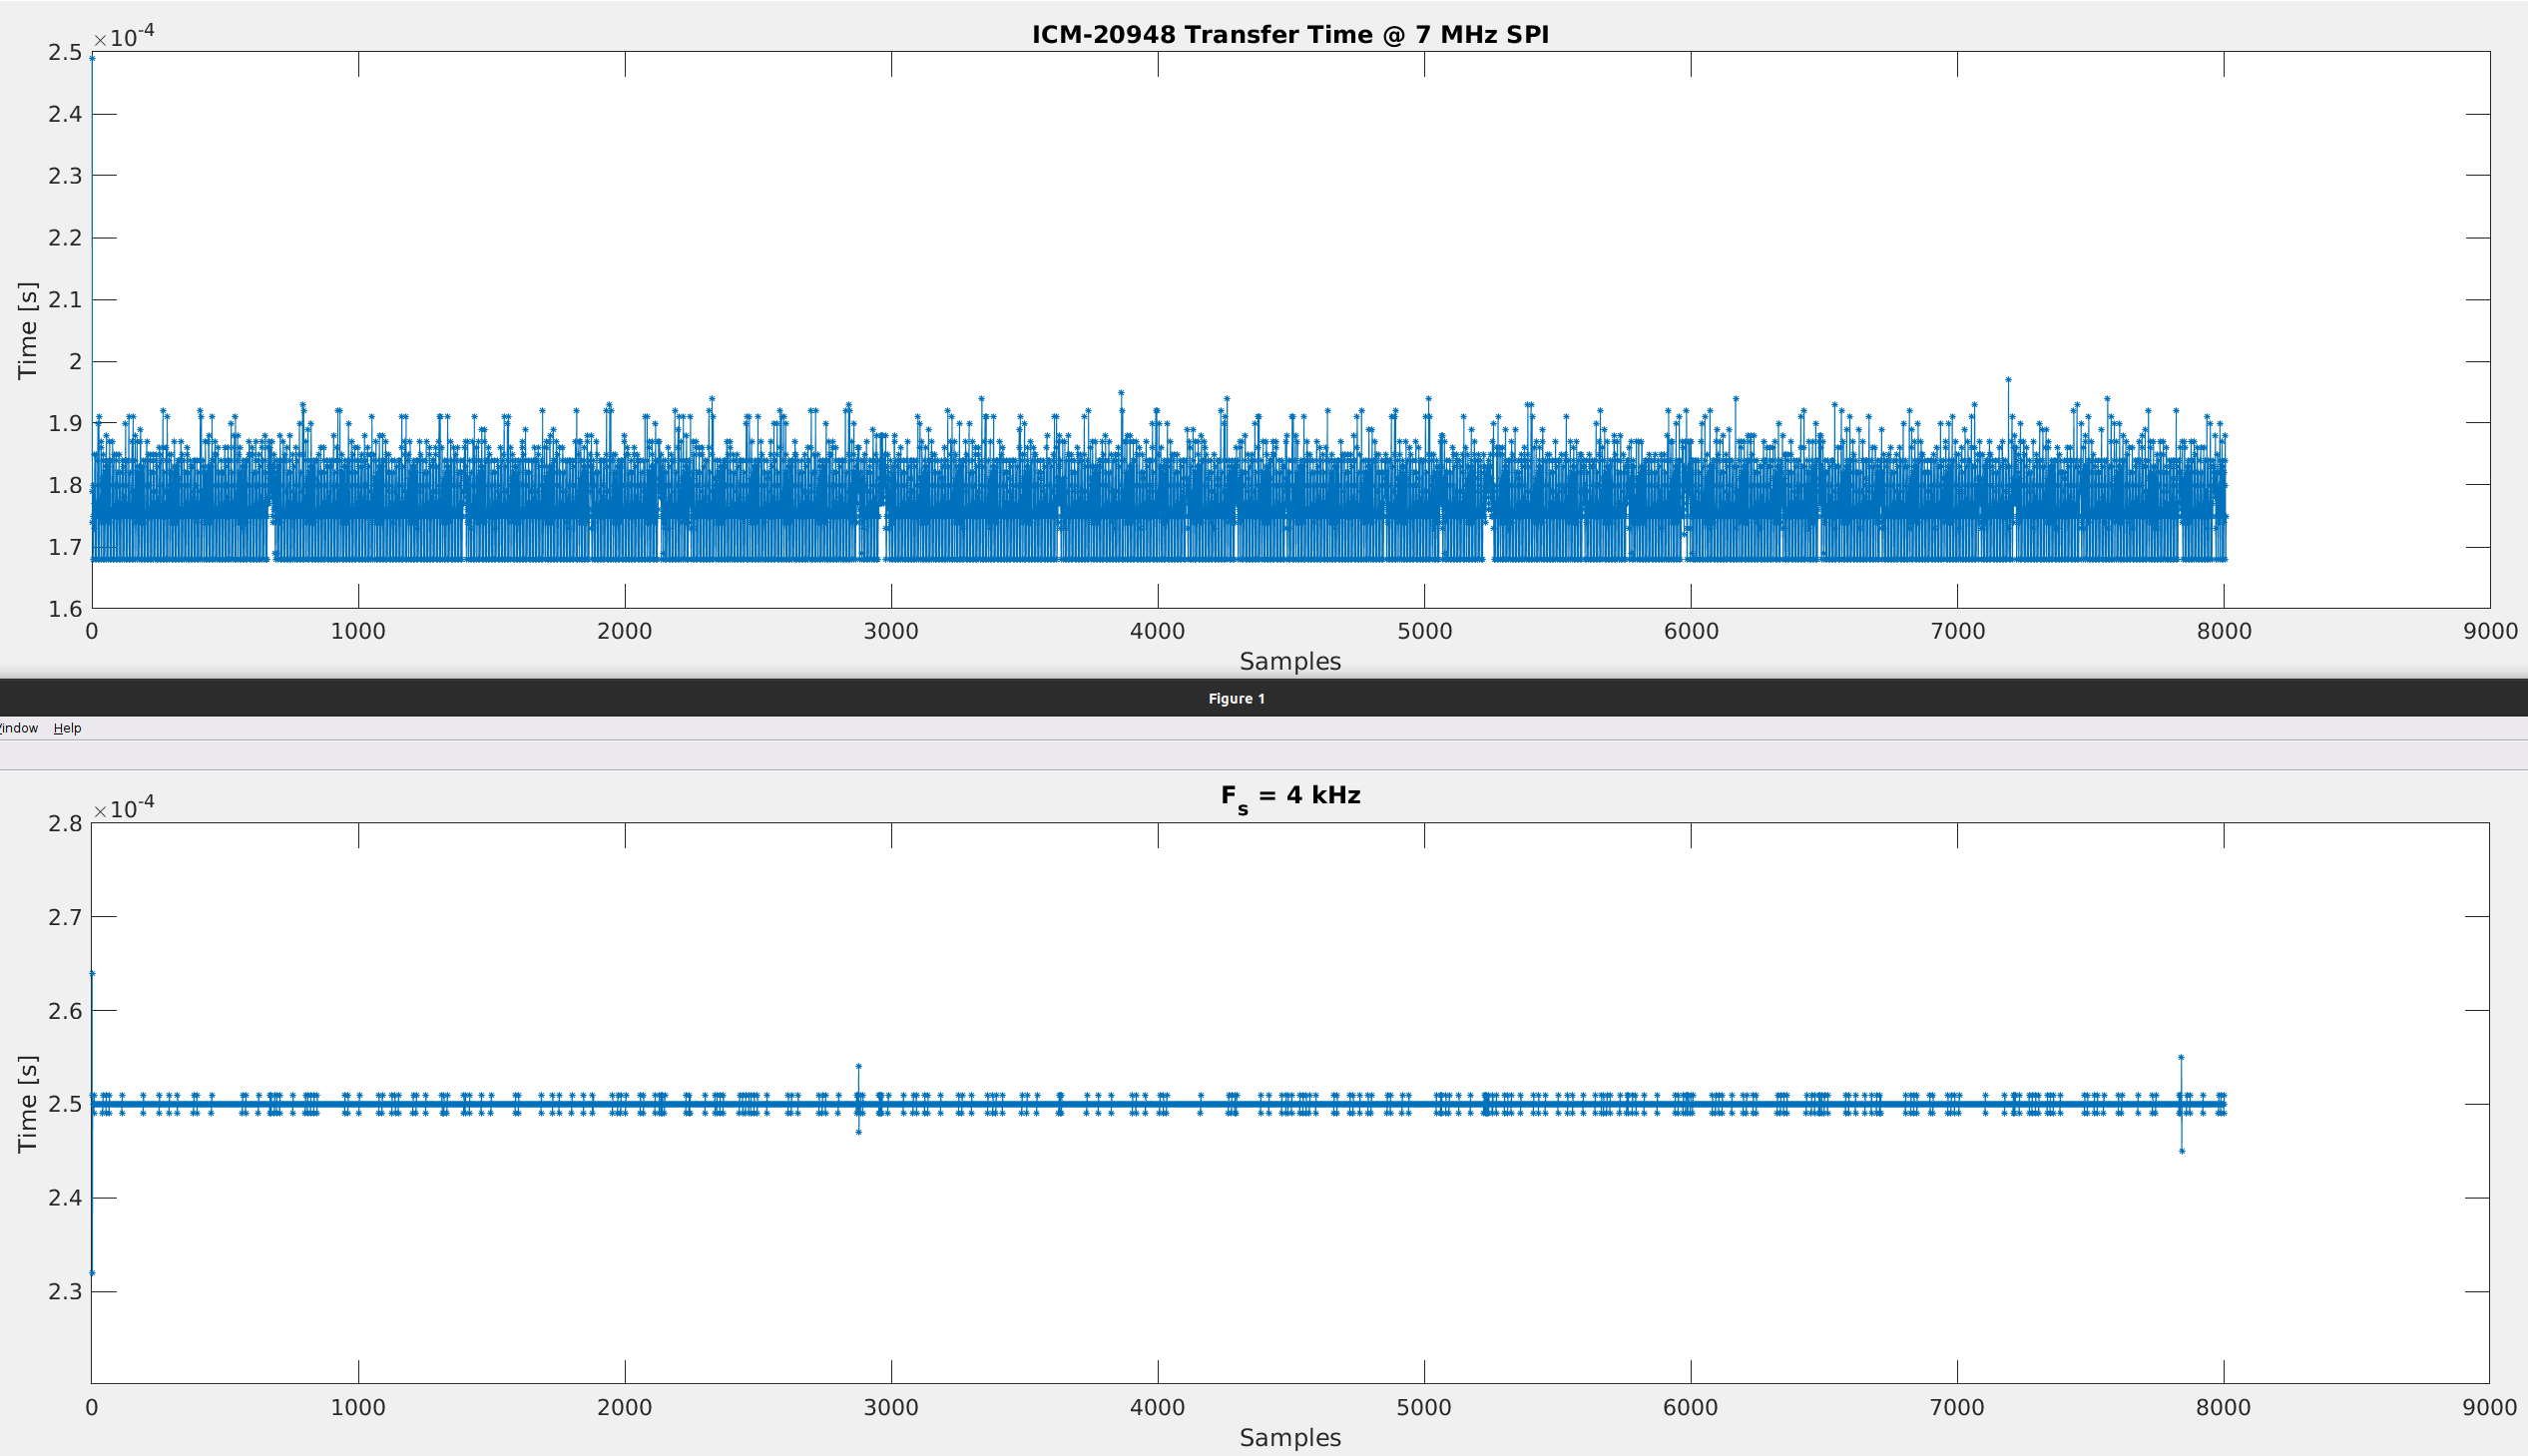 ICM-20948 Transfer Time @ 7 MHz SPI
×10-4
2.5
2.4
2.3
2.2
2.1
2
1.9
1.8
1.7
1.6
Time [s]
0 1000 2000 3000 4000 5000 6000 7000 8000 9000
Samples
Figure 1
indow Help
Fs = 4 kHz
×10-4
2.8
2.7
2.6
2.5
2.4
2.3
Time [s]
0 1000 2000 3000 4000 5000 6000 7000 8000 9000
Samples